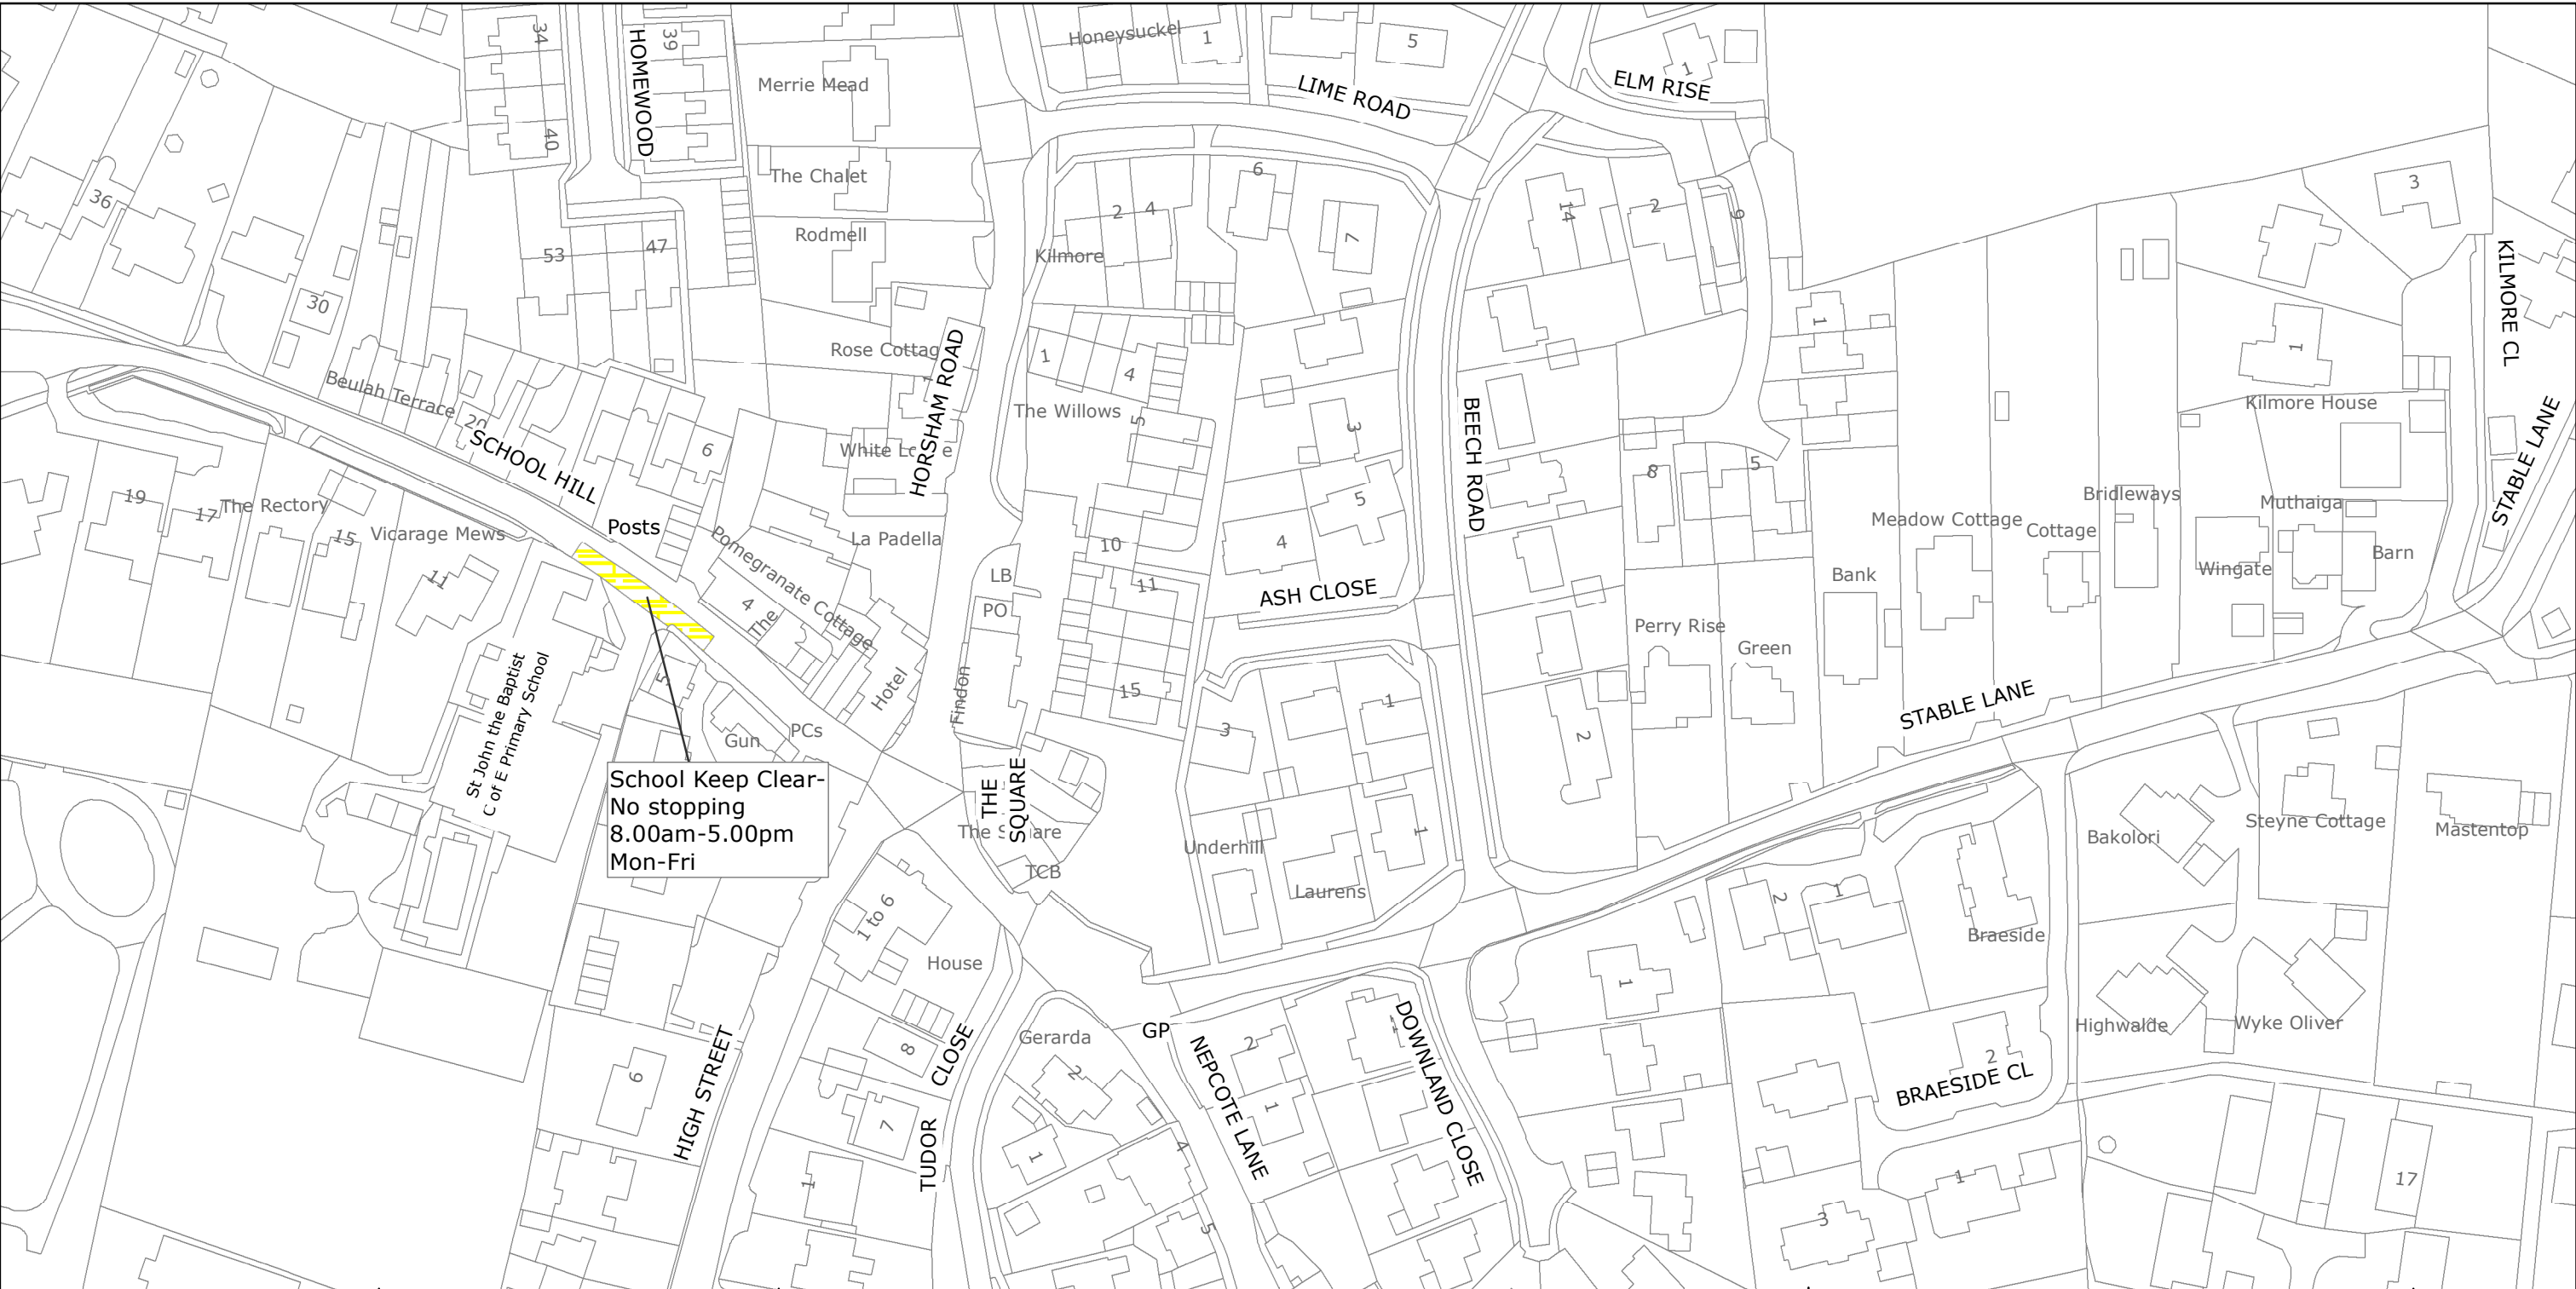 34
HOMEWOOD
39
Honeysuckel
1
5
1
ELM RISE
LIME ROAD
Merrie Mead
40
The Chalet
36
6
2
4
14
2
9
3
Rodmell
7
53
47
Kilmore
KILMORE CL
30
1
1
Rose Cottag
HORSHAM ROAD
1
4
Beulah Terrace
20
The Willows
5
3
BEECH ROAD
Kilmore House
STABLE LANE
SCHOOL HILL
6
White Lo e
8
5
19
17
The Rectory
15
Vicarage Mews
Posts
Pomegranate Cottage
La Padella
5
Bridleways
Muthaiga
Meadow Cottage
Cottage
10
4
Barn
11
LB
11
ASH CLOSE
Bank
Wingate
4
The
PO
Perry Rise
Green
St John the Baptist
C of E Primary School
5
Hotel
Findon
15
1
STABLE LANE
Gun
PCs
3
2
School Keep Clear-
No stopping
8.00am-5.00pm
Mon-Fri
THE
SQUARE
The S uare
TCB
Underhill
1
Laurens
Bakolori
Steyne Cottage
Mastentop
1 to 6
2
1
Braeside
House
1
Highwalde
Wyke Oliver
HIGH STREET
8
CLOSE
TUDOR
Gerarda
2
GP
NEPCOTE LANE
2
1
1
DOWNLAND CLOSE
2
BRAESIDE CL
6
7
1
4
1
1
17
3
5